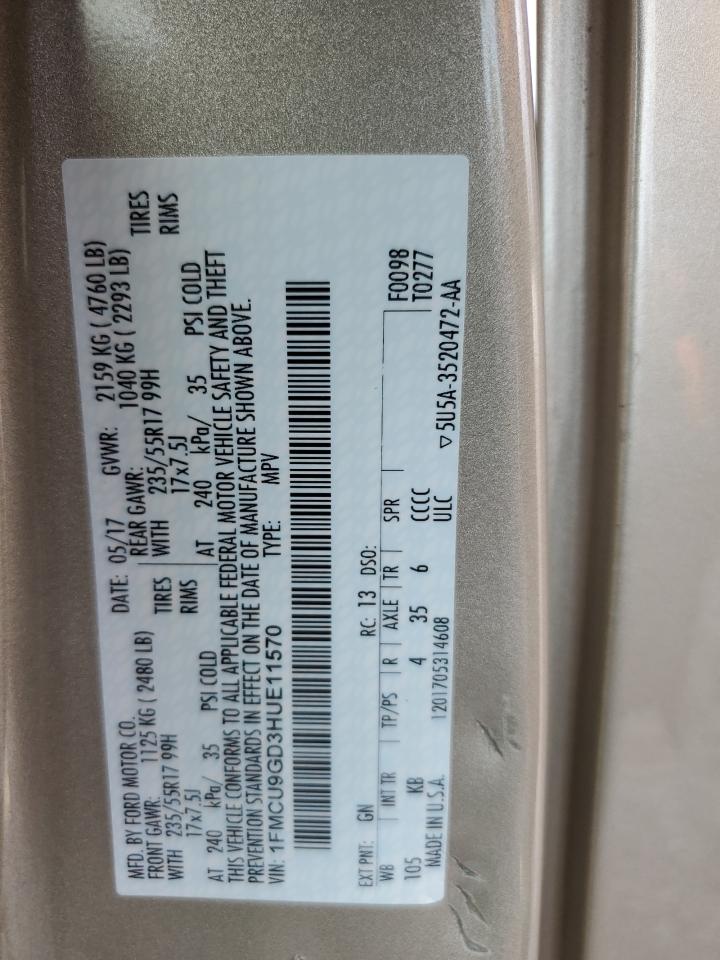 MFD. BY FORD MOTOR CO.
DATE: 05/17 GVWR: 2159 KG ( 4760 LB)
FRONT GAWR: REAR GAWR: 1040 KG ( 2293 LB)
1125 KG ( 2480 LB)
WITH 235/55R17 99H TIRES WITH 235/55R17 99H TIRES
17x7.5J RIMS 17x7.5J RIMS
AT 240 kPa/ 35 PSI COLD AT 240 kPa/ 35 PSI COLD
THIS VEHICLE CONFORMS TO ALL APPLICABLE FEDERAL MOTOR VEHICLE SAFETY AND THEFT
PREVENTION STANDARDS IN EFFECT ON THE DATE OF MANUFACTURE SHOWN ABOVE.
VIN: 1FMCU9GD3HUE11570 TYPE: MPV
EXT PNT: GN RC: 13 DSO: F0098
WB INT TR TP/PS R AXLE TR SPR T0277
105 KB 4 35 6 CCCC
MADE IN U.S.A. 1201705314608 ULC ▽5U5A-3520472-AA